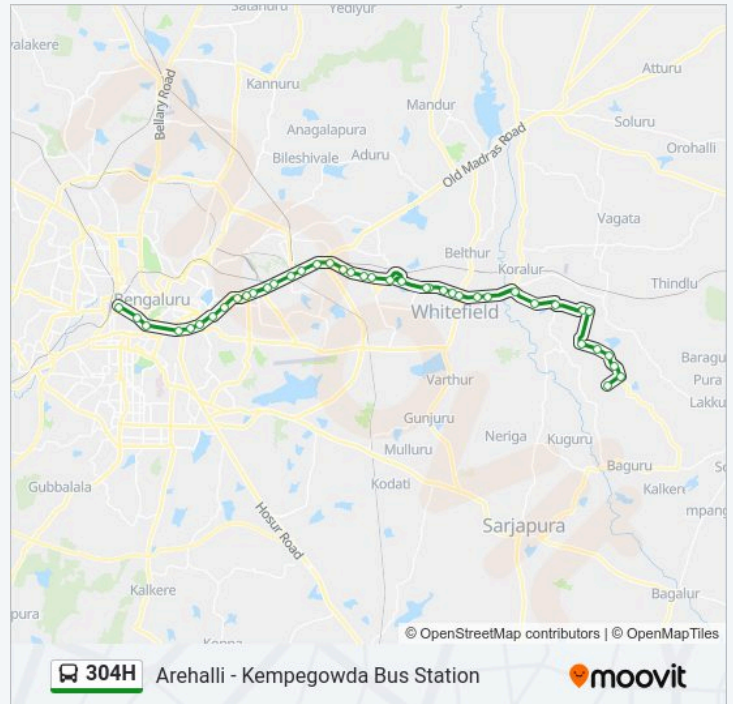 Satanuru
Yediyur
yalakere
Kannuru
Atturu
Bellary Road
Mandur
Soluru
Anagalapura
Orohalli
Bileshivale
Aduru
Old Madras Road
Vagata
Belthur
Koralur
Thindlu
Bengaluru
Whitefield
Baragu
Varthur
Pura
Lakku
Gunjuru
Neriga
Kuguru
Mulluru
Baguru
Gubbalala
Kodati
Kalkere
mpang
Hosur Road
Sarjapura
Kalkere
Bagalur
pura
© OpenStreetMap contributors | © OpenMapTiles
304H Arehalli - Kempegowda Bus Station
moovit